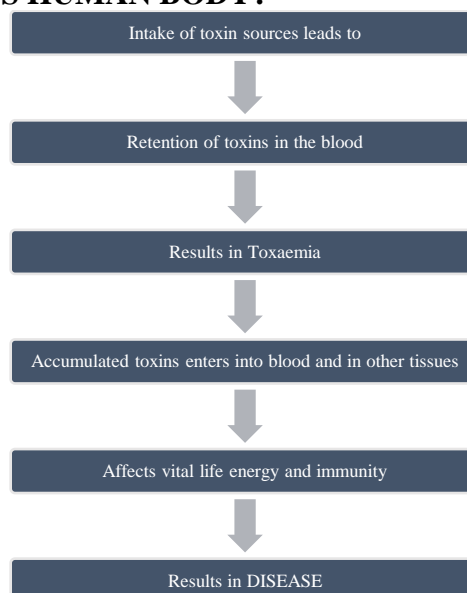 S HUMAN BODY?
Intake of toxin sources leads to
Retention of toxins in the blood
Results in Toxaemia
Accumulated toxins enters into blood and in other tissues
Affects vital life energy and immunity
Results in DISEASE